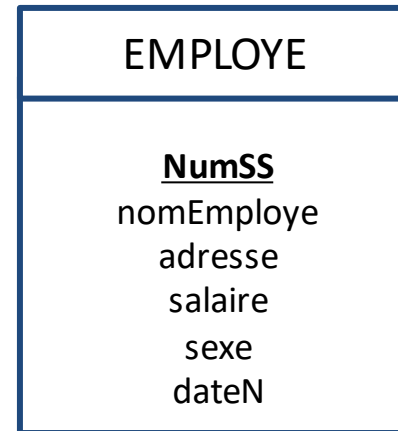 EMPLOYE
NumSS
nomEmploye
adresse
salaire
sexe
dateN